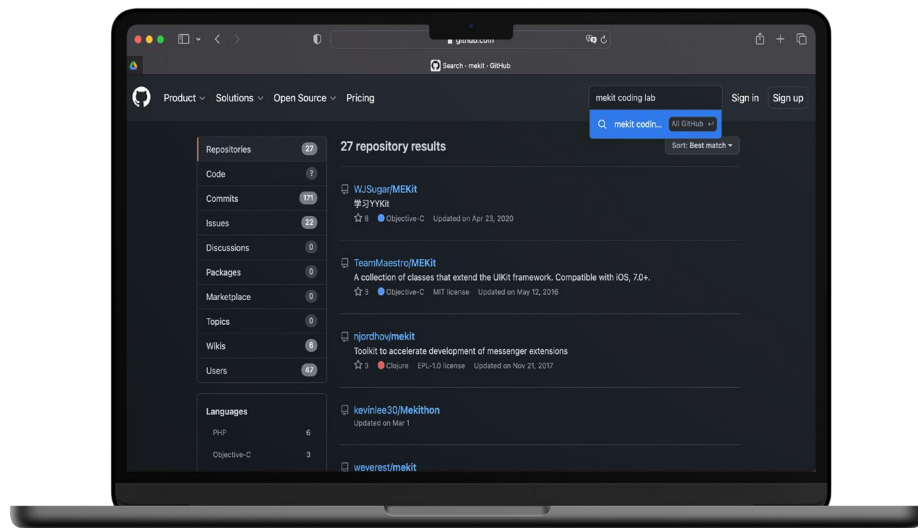 github.com
Search · mekit · GitHub
Product
Solutions
Open Source
Pricing
mekit coding lab
Sign in
Sign up
mekit codin...
All GitHub
Sort: Best match
Repositories 27
Code ?
Commits 171
Issues 22
Discussions 0
Packages 0
Marketplace 0
Topics 0
Wikis 6
Users 47
Languages
PHP 6
Objective-C 3
27 repository results
WJSugar/MEKit
学习YYKit
8 Objective-C Updated on Apr 23, 2020
TeamMaestro/MEKit
A collection of classes that extend the UIKit framework. Compatible with iOS, 7.0+.
3 Objective-C MIT license Updated on May 12, 2016
njordhov/mekit
Toolkit to accelerate development of messenger extensions
3 Clojure EPL-1.0 license Updated on Nov 21, 2017
kevinlee30/Mekithon
Updated on Mar 1
weverest/mekit